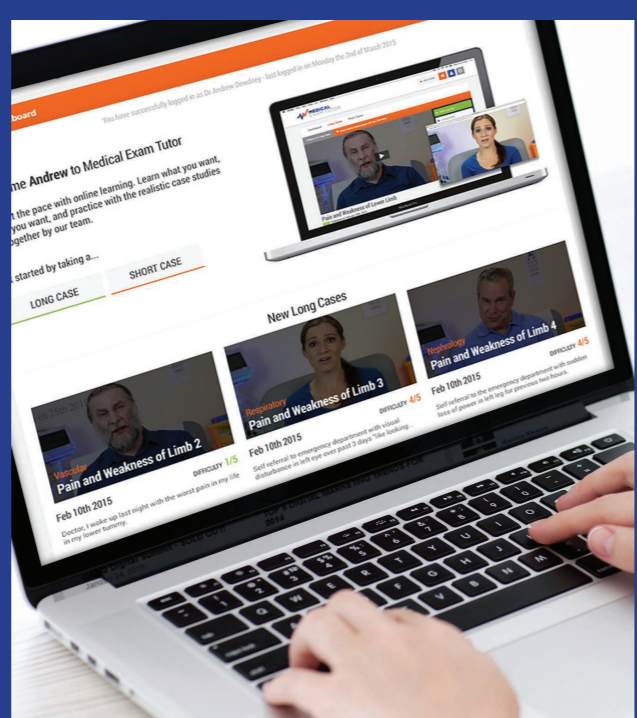 board
You have successfully logged in as Dr Andrew Dewdney - last logged in on Monday the 2nd of March 2015
me Andrew to Medical Exam Tutor
t the pace with online learning. Learn what you want,
you want, and practice with the realistic case studies
ogether by our team.
t started by taking a...
LONG CASE
SHORT CASE
MEDICAL
Pain and Weakness of Lower Limb
New Long Cases
Vascular
Pain and Weakness of Limb 2
Feb 10th 2015
DIFFICULTY 1/5
Doctor, I woke up last night with the worst pain in my life
in my lower tummy.
Respiratory
Pain and Weakness of Limb 3
Feb 10th 2015
DIFFICULTY 4/5
Self referral to emergency department with visual
disturbance in left eye over past 3 days "like looking...
Nephrology
Pain and Weakness of Limb 4
Feb 10th 2015
DIFFICULTY 4/5
Self referral to the emergency department with sudden
loss of power in left leg for previous two hours.
2014